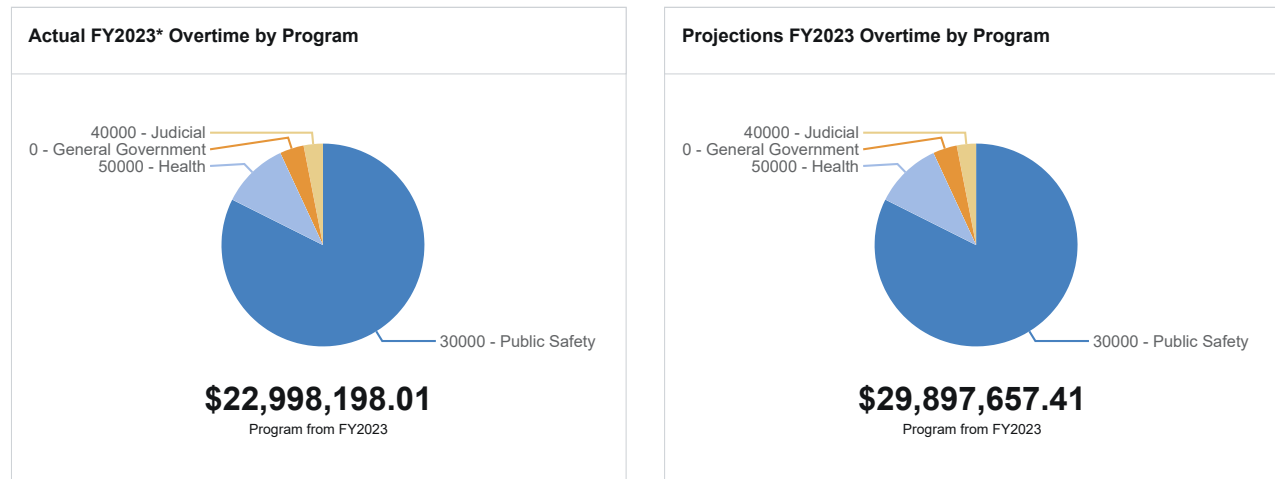 Actual FY2023* Overtime by Program
40000 - Judicial
0 - General Government
50000 - Health
30000 - Public Safety
$22,998,198.01
Program from FY2023
Projections FY2023 Overtime by Program
40000 - Judicial
0 - General Government
50000 - Health
30000 - Public Safety
$29,897,657.41
Program from FY2023